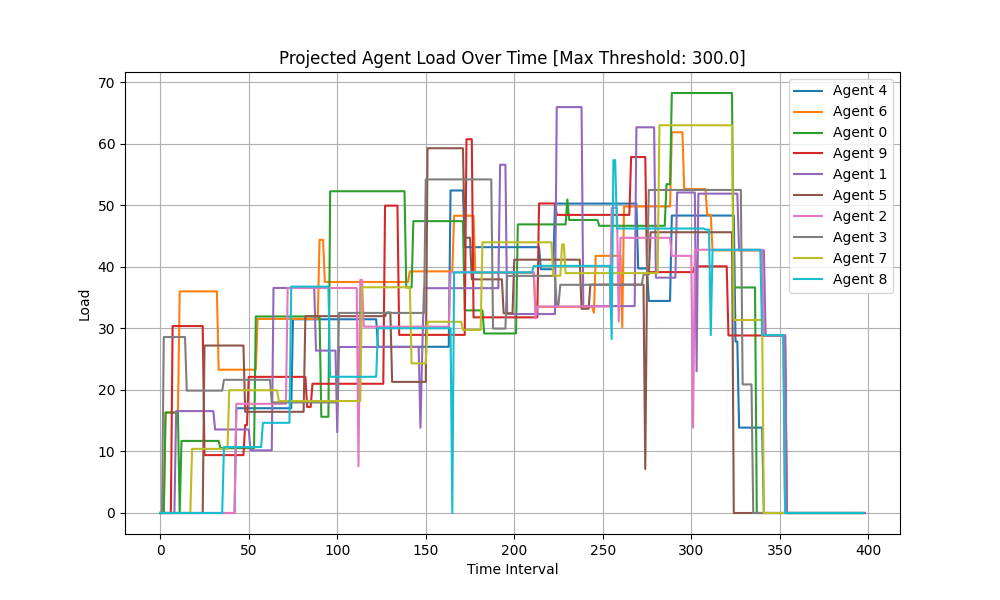 Projected Agent Load Over Time [Max Threshold: 300.0]
Load
70
60
50
40
30
20
10
0
0 50 100 150 200 250 300 350 400
Time Interval
Agent 4
Agent 6
Agent 0
Agent 9
Agent 1
Agent 5
Agent 2
Agent 3
Agent 7
Agent 8